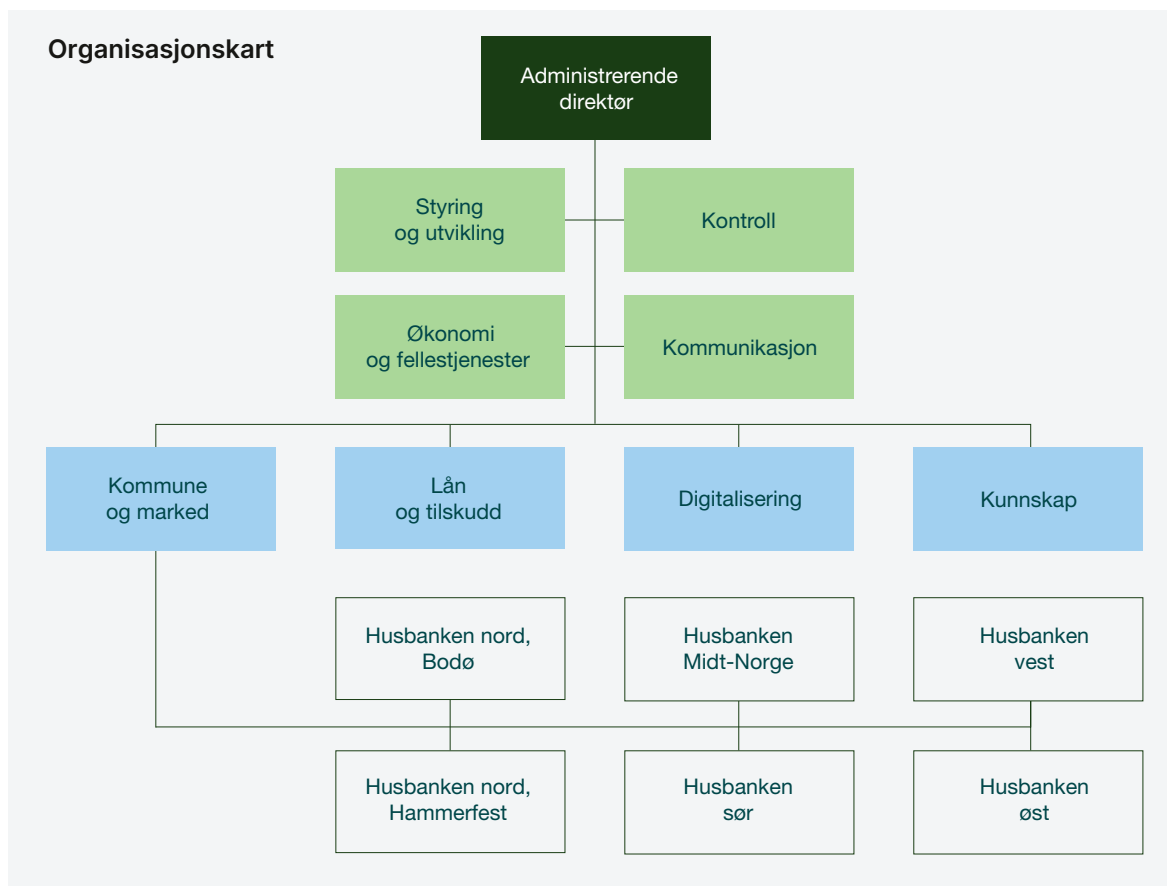 Organisasjonskart
Administrerende
direktør
Styring
og utvikling
Kontroll
Økonomi
og fellestjenester
Kommunikasjon
Kommune
og marked
Lån
og tilskudd
Digitalisering
Kunnskap
Husbanken nord,
Bodø
Husbanken
Midt-Norge
Husbanken
vest
Husbanken nord,
Hammerfest
Husbanken
sør
Husbanken
øst